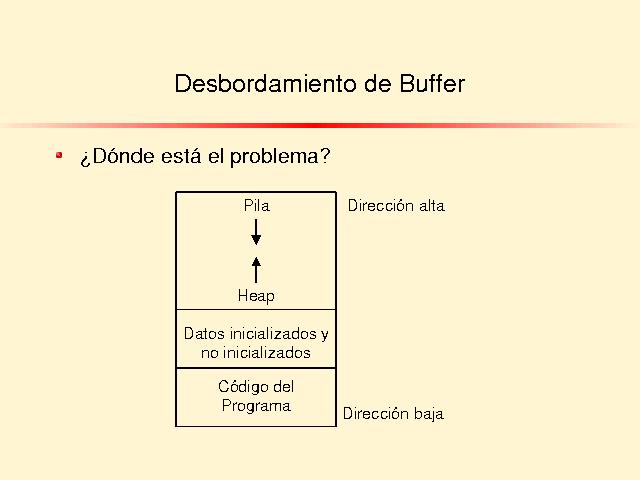 Desbordamiento de Buffer
¿Dónde está el problema?
Pila
Dirección alta
Heap
Datos inicializados y
no inicializados
Código del
Programa
Dirección baja